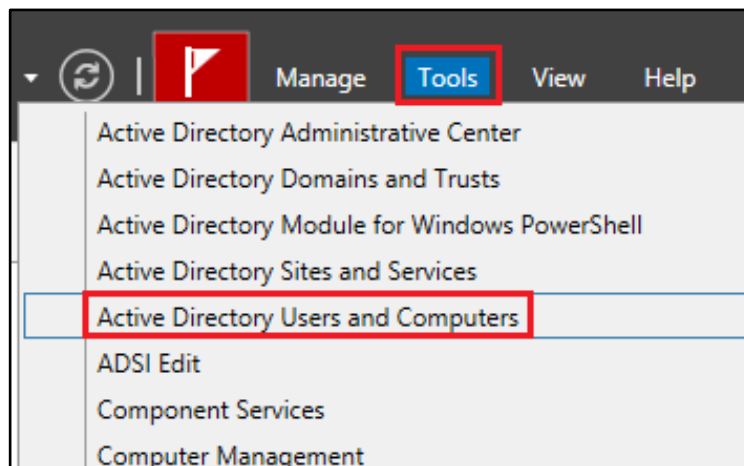 Manage Tools View Help
Active Directory Administrative Center
Active Directory Domains and Trusts
Active Directory Module for Windows PowerShell
Active Directory Sites and Services
Active Directory Users and Computers
ADSI Edit
Component Services
Computer Management